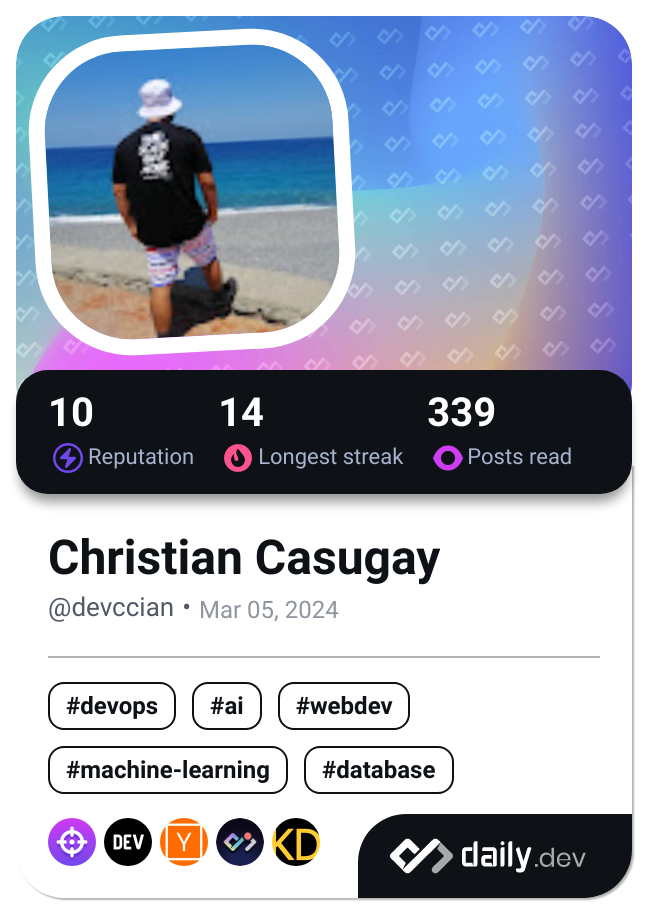 10 14 339
Reputation Longest streak Posts read
Christian Casugay
@devccian • Mar 05, 2024
#devops #ai #webdev
#machine-learning #database
DEV Y KD
daily.dev